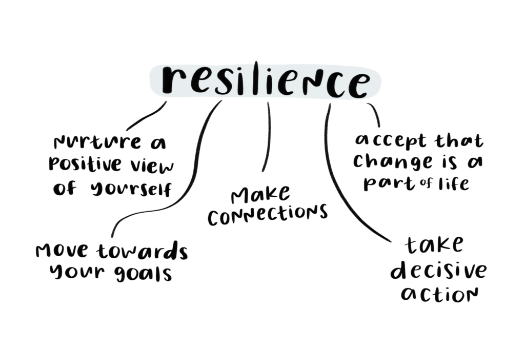 resilience
nurture a
positive view
of yourself
move towards
your goals
make
connections
accept that
change is a
part of life
take
decisive
action